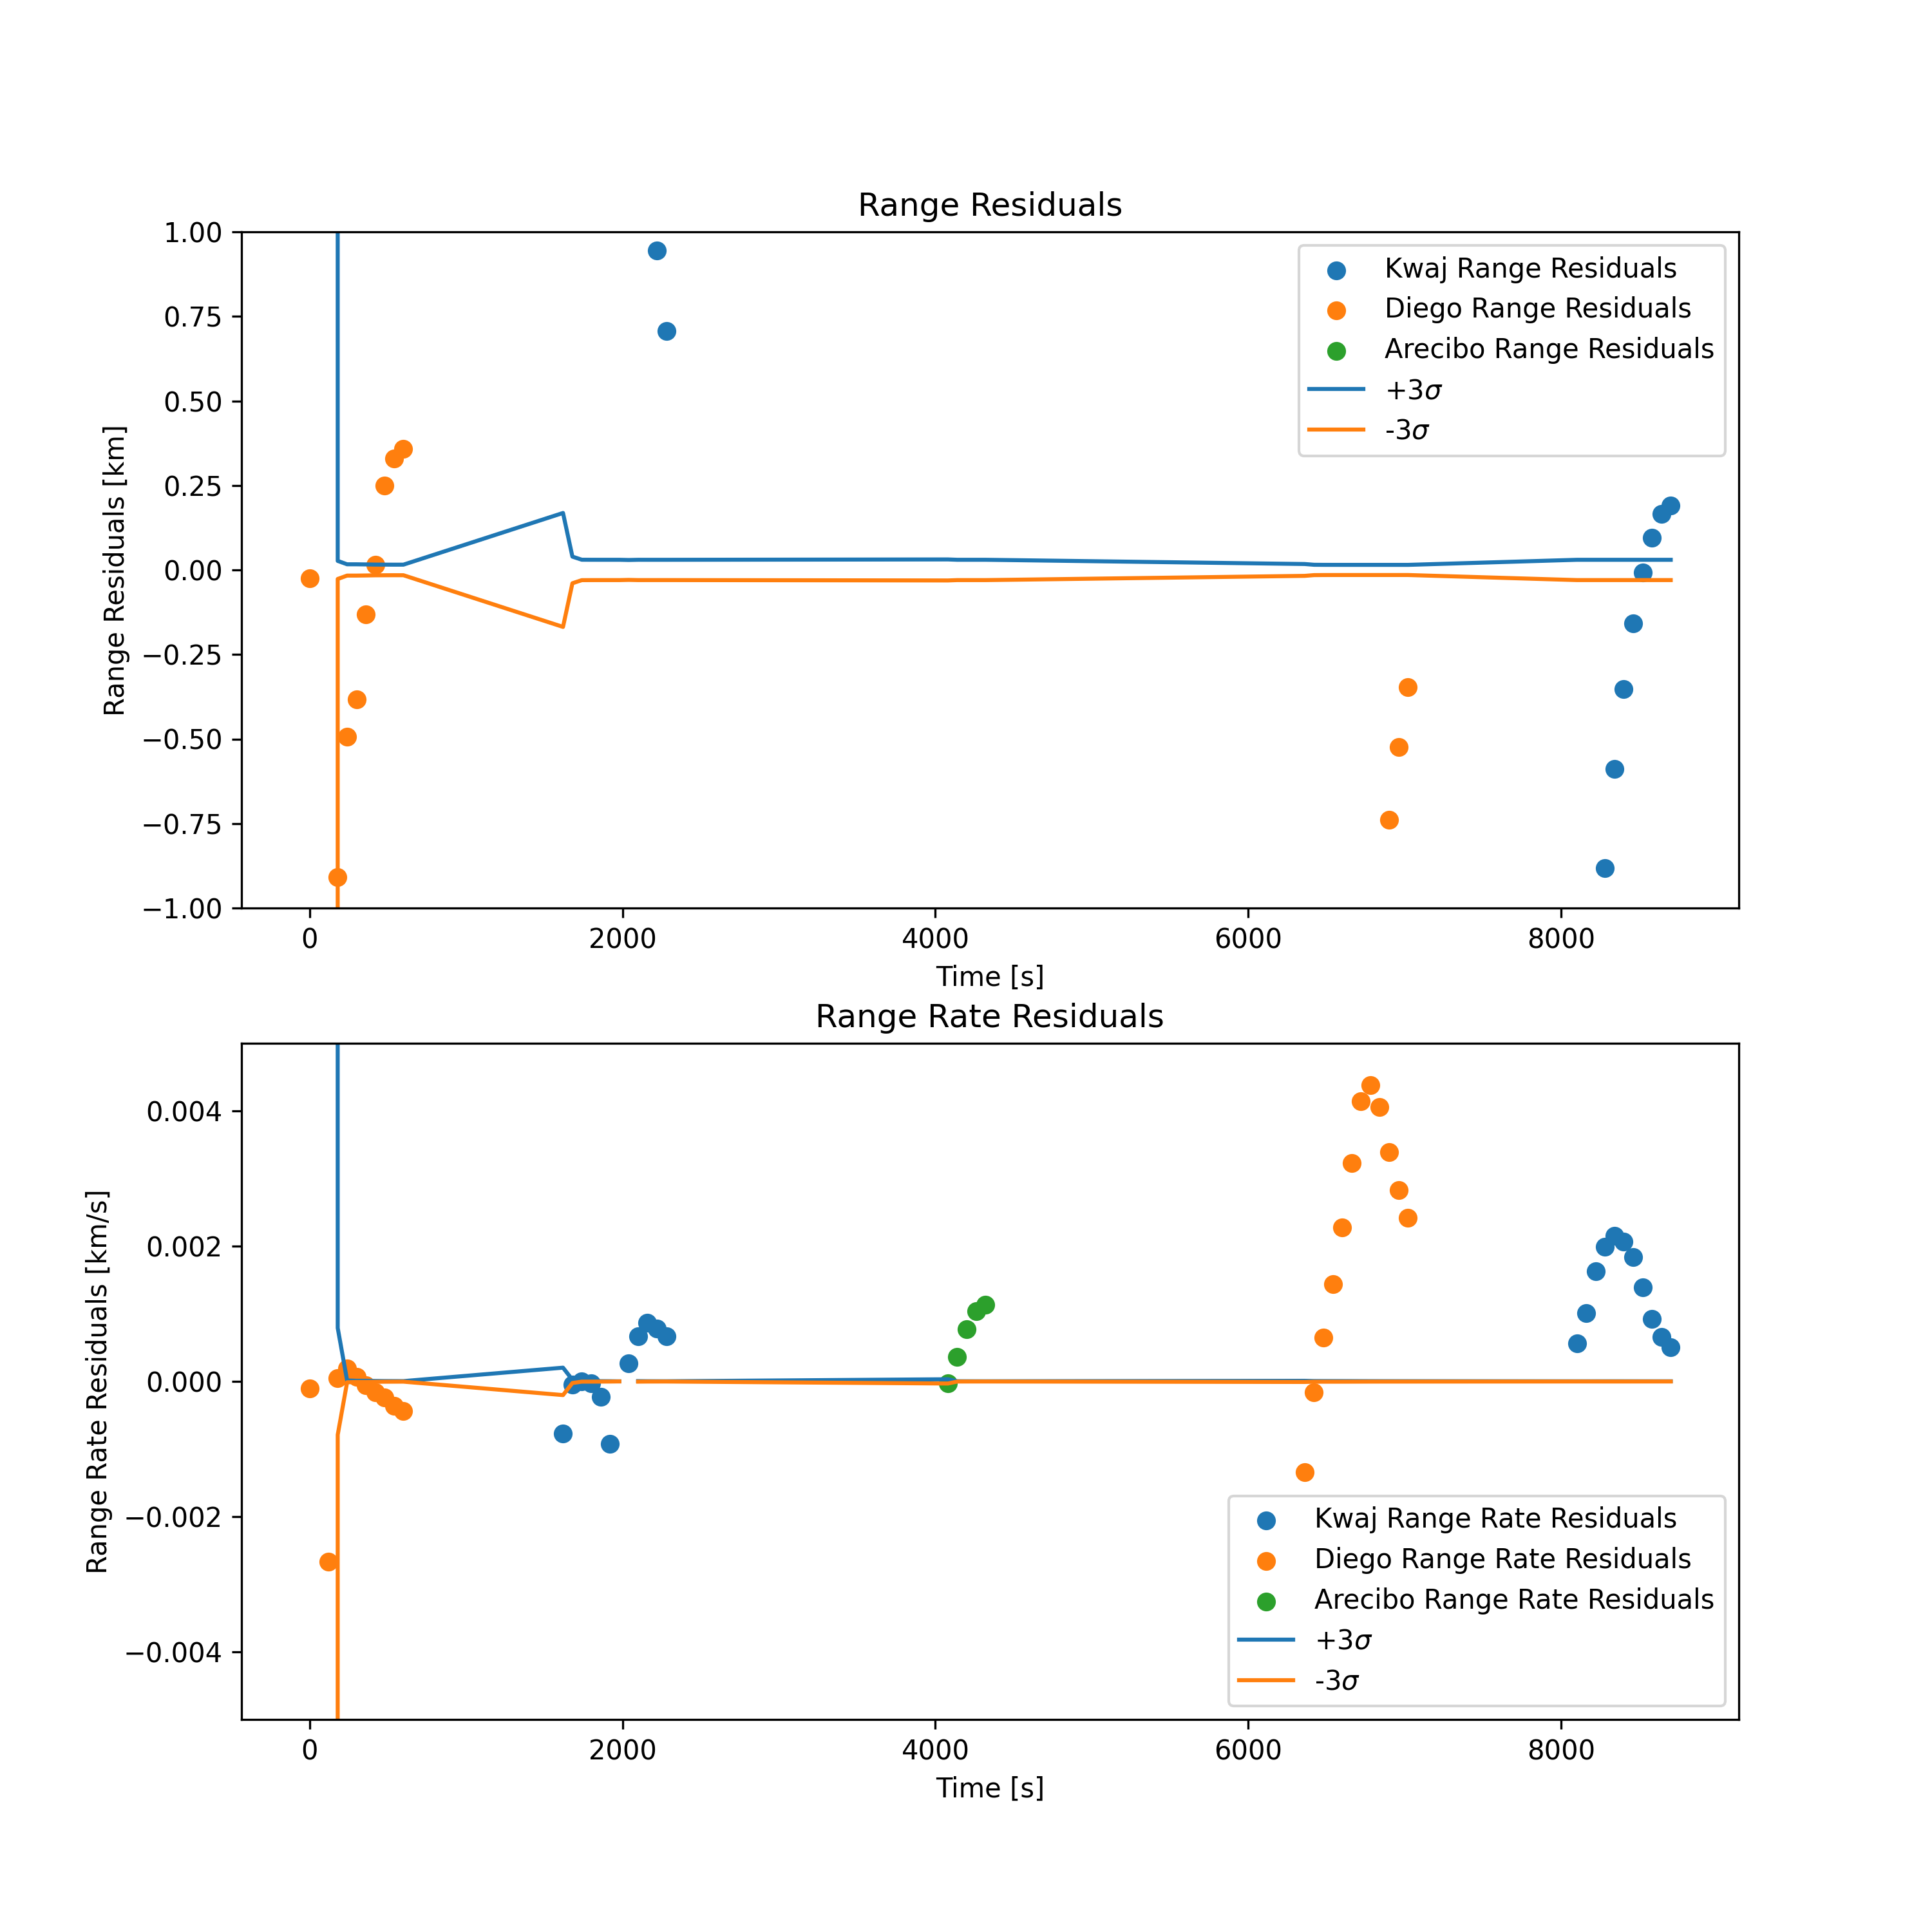 Range Residuals
1.00
0.75
0.50
0.25
0.00
−0.25
−0.50
−0.75
−1.00
Range Residuals [km]
Kwaj Range Residuals
Diego Range Residuals
Arecibo Range Residuals
+3σ
-3σ
0 2000 4000 6000 8000
Time [s]
Range Rate Residuals
0.004
0.002
0.000
−0.002
−0.004
Range Rate Residuals [km/s]
Kwaj Range Rate Residuals
Diego Range Rate Residuals
Arecibo Range Rate Residuals
+3σ
-3σ
0 2000 4000 6000 8000
Time [s]